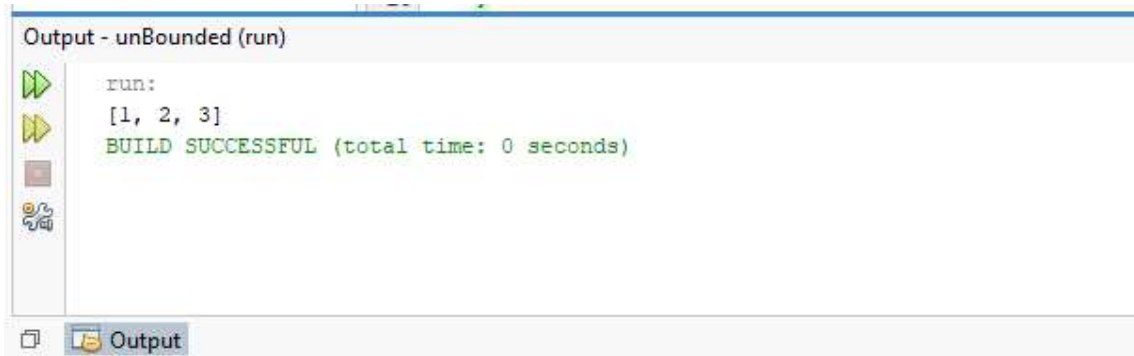 Output - unBounded (run)
run:
[1, 2, 3]
BUILD SUCCESSFUL (total time: 0 seconds)
Output